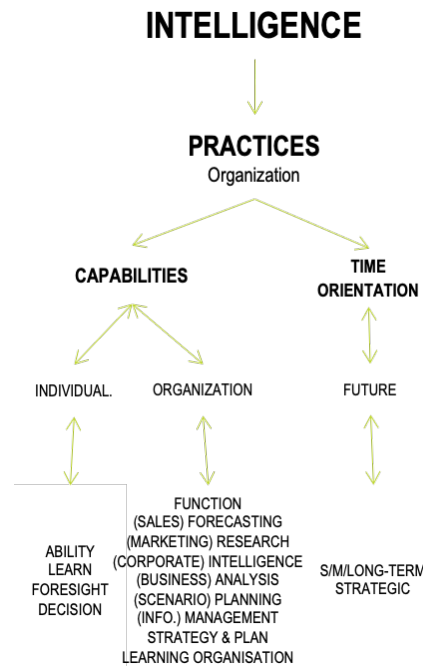 INTELLIGENCE
PRACTICES
Organization
CAPABILITIES
TIME
ORIENTATION
INDIVIDUAL.
ORGANIZATION
FUTURE
ABILITY
LEARN
FORESIGHT
DECISION
FUNCTION
(SALES) FORECASTING
(MARKETING) RESEARCH
(CORPORATE) INTELLIGENCE
(BUSINESS) ANALYSIS
(SCENARIO) PLANNING
(INFO.) MANAGEMENT
STRATEGY & PLAN
LEARNING ORGANISATION
S/M/LONG-TERM
STRATEGIC